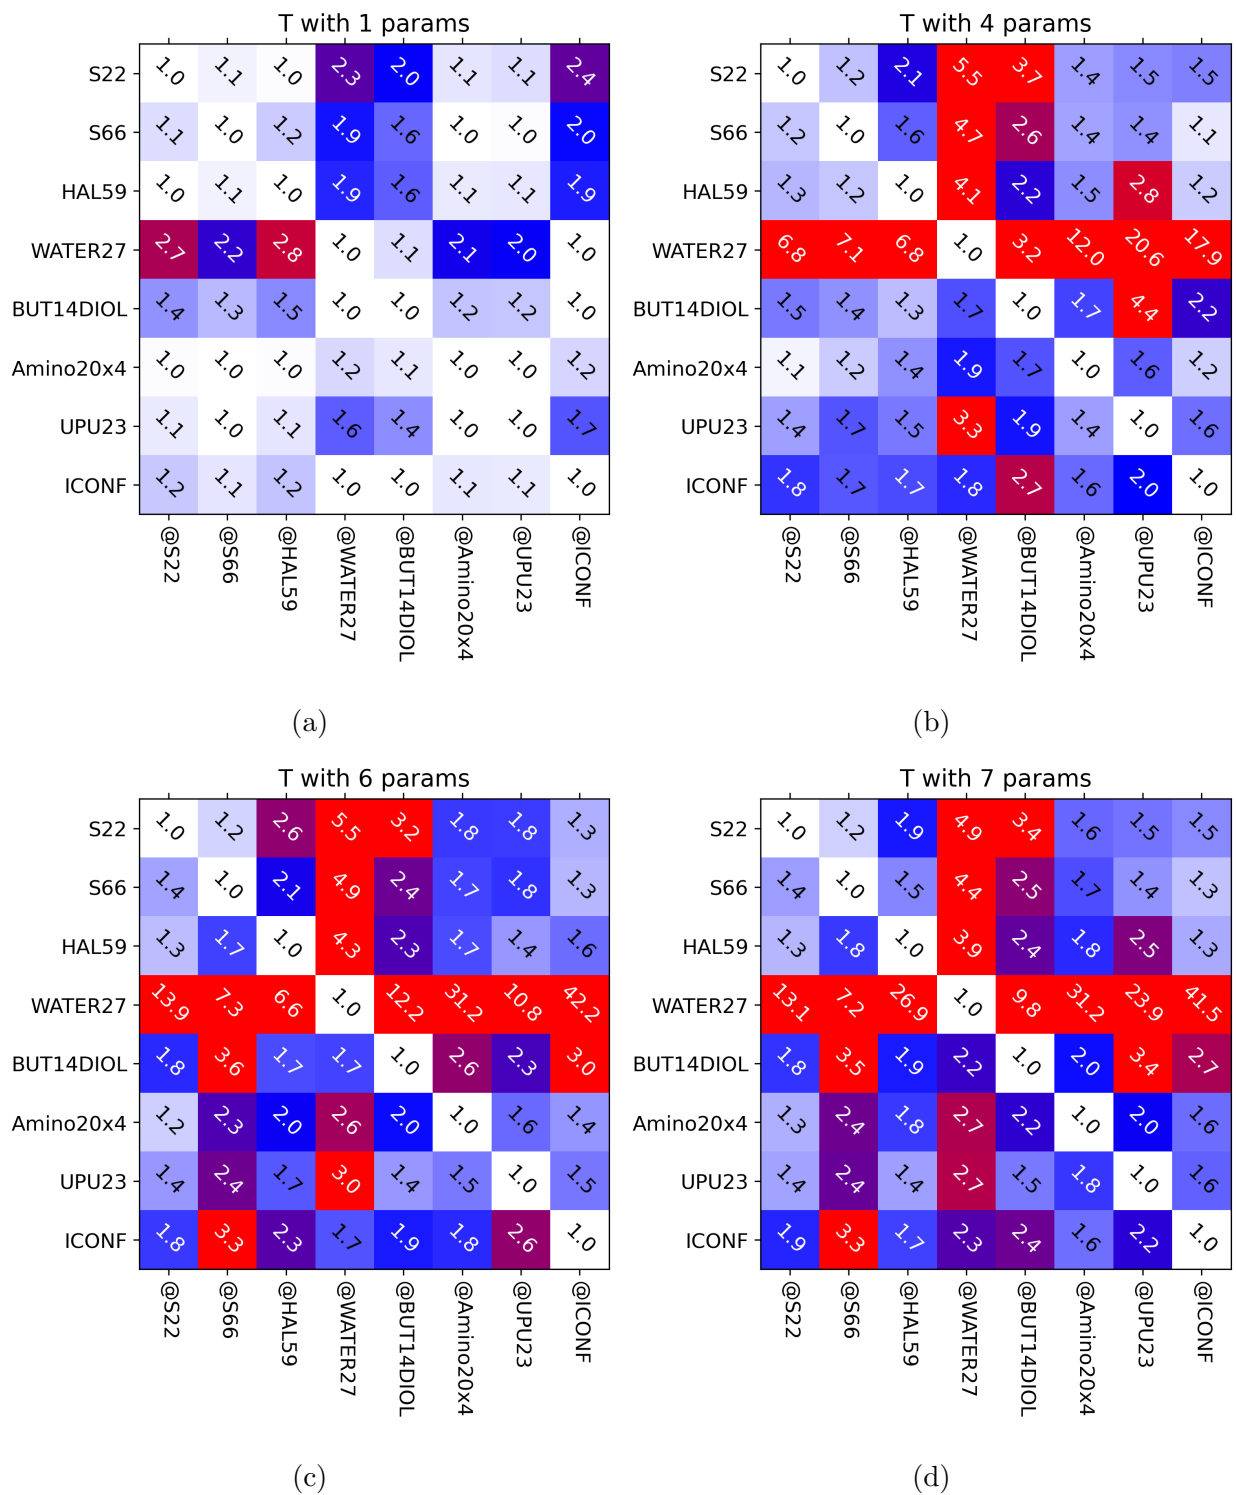 T with 1 params
S22 1.0 1.1 1.0 2.3 2.0 1.1 1.1 2.4
S66 1.1 1.0 1.2 1.9 1.6 1.0 1.0 2.0
HAL59 1.0 1.1 1.0 1.9 1.6 1.1 1.1 1.9
WATER27 2.7 2.2 2.8 1.0 1.1 2.1 2.0 1.0
BUT14DIOL 1.4 1.3 1.5 1.0 1.0 1.2 1.2 1.0
Amino20x4 1.0 1.0 1.0 1.2 1.1 1.0 1.0 1.2
UPU23 1.1 1.0 1.1 1.6 1.4 1.0 1.0 1.7
ICONF 1.2 1.1 1.2 1.0 1.0 1.1 1.1 1.0
@S22 @S66 @HAL59 @WATER27 @BUT14DIOL @Amino20x4 @UPU23 @ICONF
(a)
T with 4 params
S22 1.0 1.2 2.1 5.5 3.7 1.4 1.5 1.5
S66 1.2 1.0 1.6 4.7 2.6 1.4 1.4 1.1
HAL59 1.3 1.2 1.0 4.1 2.2 1.5 2.8 1.2
WATER27 6.8 7.1 6.8 1.0 3.2 12.0 20.6 17.9
BUT14DIOL 1.5 1.4 1.3 1.7 1.0 1.7 4.4 2.2
Amino20x4 1.1 1.2 1.4 1.9 1.7 1.0 1.6 1.2
UPU23 1.4 1.7 1.5 3.3 1.9 1.4 1.0 1.6
ICONF 1.8 1.7 1.7 1.8 2.7 1.6 2.0 1.0
@S22 @S66 @HAL59 @WATER27 @BUT14DIOL @Amino20x4 @UPU23 @ICONF
(b)
T with 6 params
S22 1.0 1.2 2.6 5.5 3.2 1.8 1.8 1.3
S66 1.4 1.0 2.1 4.9 2.4 1.7 1.8 1.3
HAL59 1.3 1.7 1.0 4.3 2.3 1.7 1.4 1.6
WATER27 13.9 7.3 6.6 1.0 12.2 31.2 10.8 42.2
BUT14DIOL 1.8 3.6 1.7 1.7 1.0 2.6 2.3 3.0
Amino20x4 1.2 2.3 2.0 2.6 2.0 1.0 1.6 1.4
UPU23 1.4 2.4 1.7 3.0 1.4 1.5 1.0 1.5
ICONF 1.8 3.3 2.3 1.7 1.9 1.8 2.6 1.0
@S22 @S66 @HAL59 @WATER27 @BUT14DIOL @Amino20x4 @UPU23 @ICONF
(c)
T with 7 params
S22 1.0 1.2 1.9 4.9 3.4 1.6 1.5 1.5
S66 1.4 1.0 1.5 4.4 2.5 1.7 1.4 1.3
HAL59 1.3 1.8 1.0 3.9 2.4 1.8 2.5 1.3
WATER27 13.1 7.2 26.9 1.0 9.8 31.2 23.9 41.5
BUT14DIOL 1.8 3.5 1.9 2.2 1.0 2.0 3.4 2.7
Amino20x4 1.3 2.4 1.8 2.7 2.2 1.0 2.0 1.6
UPU23 1.4 2.4 1.4 2.7 1.5 1.8 1.0 1.6
ICONF 1.9 3.3 1.7 2.3 2.4 1.6 2.2 1.0
@S22 @S66 @HAL59 @WATER27 @BUT14DIOL @Amino20x4 @UPU23 @ICONF
(d)